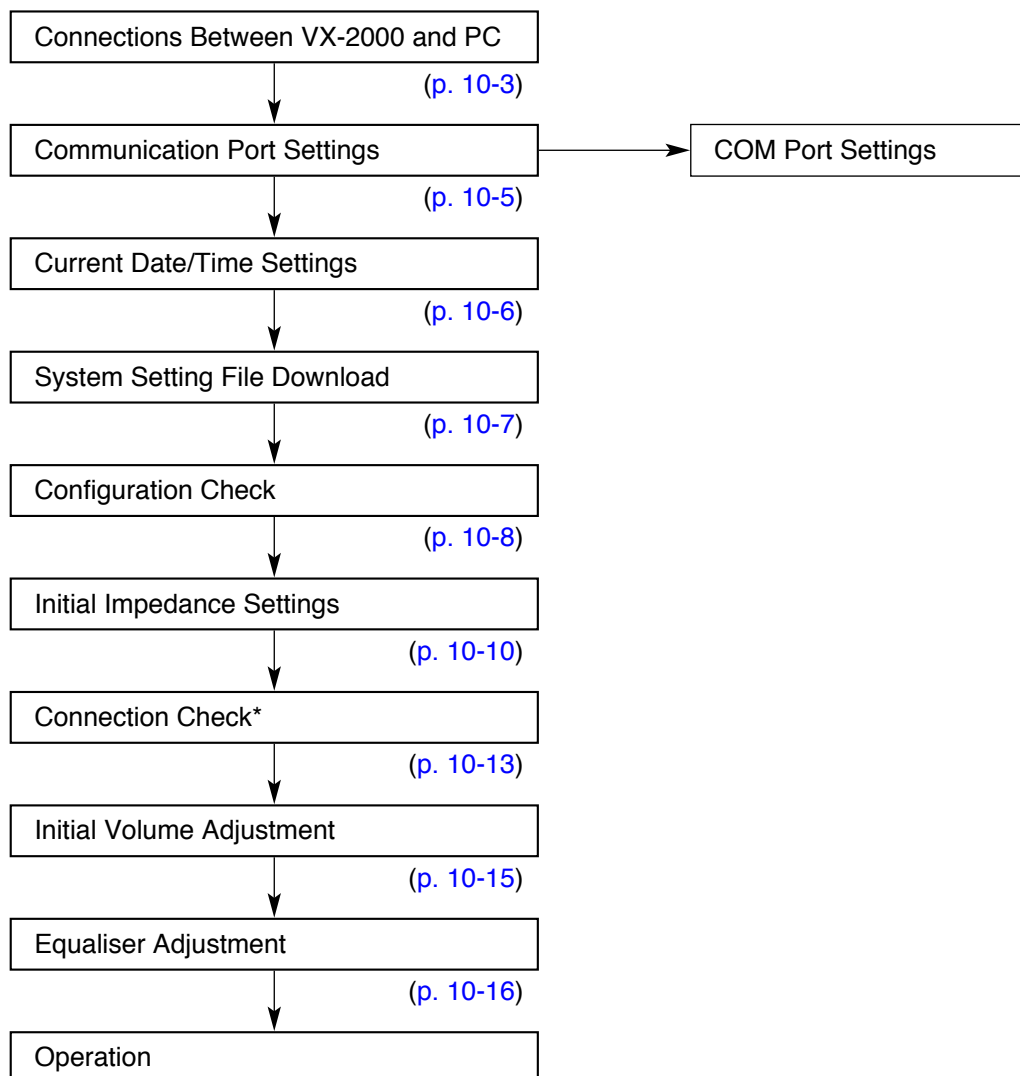 Connections Between VX-2000 and PC
(p. 10-3)
Communication Port Settings
COM Port Settings
(p. 10-5)
Current Date/Time Settings
(p. 10-6)
System Setting File Download
(p. 10-7)
Configuration Check
(p. 10-8)
Initial Impedance Settings
(p. 10-10)
Connection Check*
(p. 10-13)
Initial Volume Adjustment
(p. 10-15)
Equaliser Adjustment
(p. 10-16)
Operation